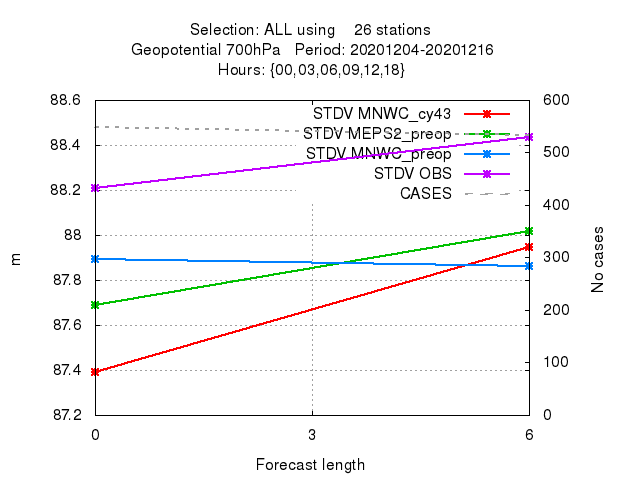 Selection: ALL using 26 stations
Geopotential 700hPa Period: 20201204-20201216
Hours: {00,03,06,09,12,18}
STDV MNWC_cy43
STDV MEPS2_preop
STDV MNWC_preop
STDV OBS
CASES
88.6
88.4
88.2
88
87.8
87.6
87.4
87.2
m
600
500
400
300
200
100
0
No cases
0 3 6
Forecast length